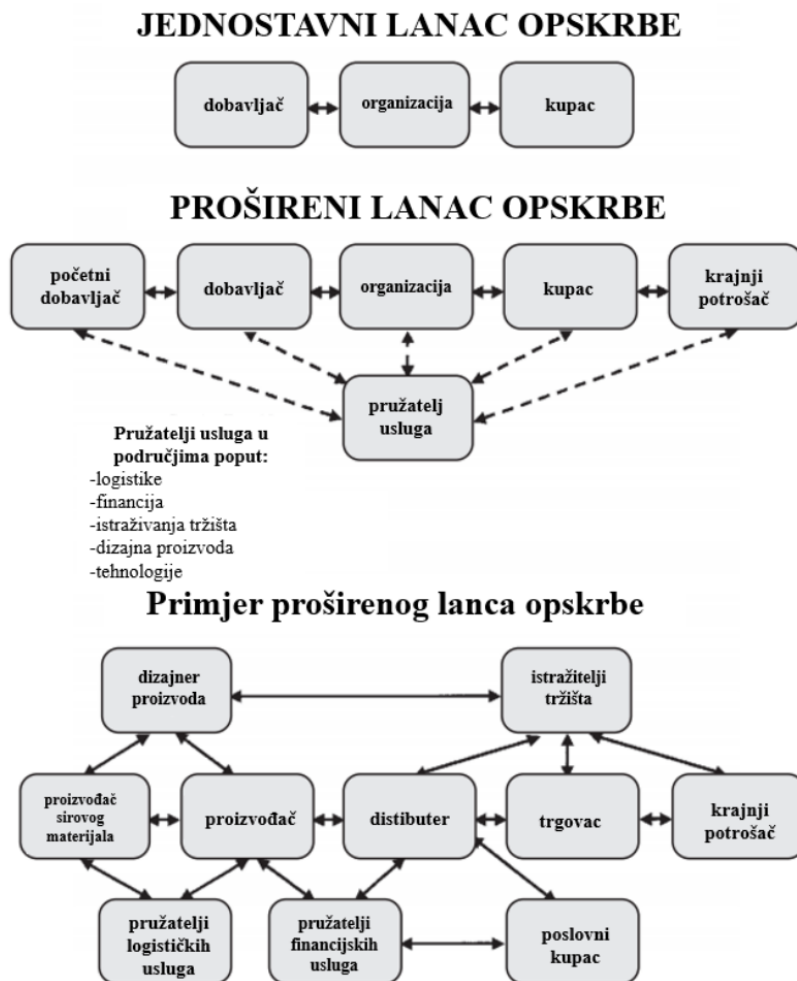 JEDNOSTAVNI LANAC OPSKRBE
dobavljač
organizacija
kupac
PROŠIRENI LANAC OPSKRBE
početni
dobavljač
dobavljač
organizacija
kupac
krajnji
potrošač
pružatelj
usluga
Pružatelji usluga u
područjima poput:
-logistike
-financija
-istraživanja tržišta
-dizajna proizvoda
-tehnologije
Primjer proširenog lanca opskrbe
dizajner
proizvoda
istražitelji
tržišta
proizvođač
sirovog
materijala
proizvođač
distibuter
trgovac
krajnji
potrošač
pružatelji
logističkih
usluga
pružatelji
financijskih
usluga
poslovni
kupac